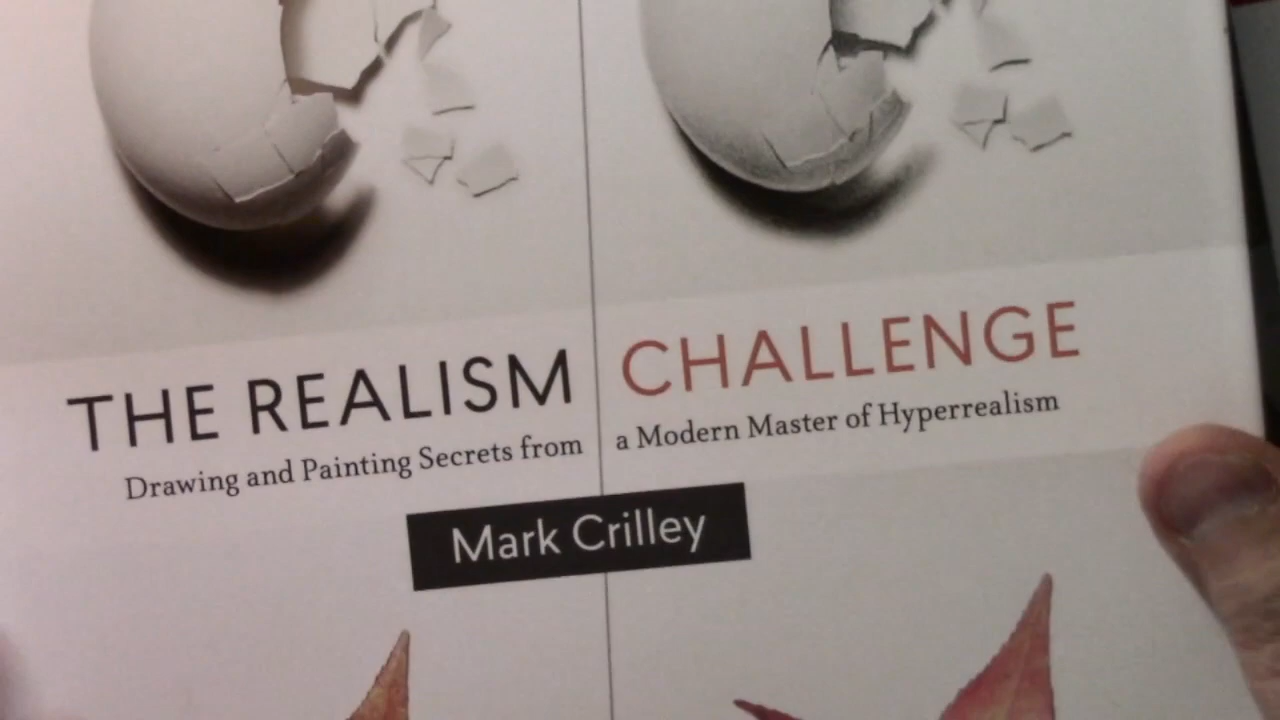 THE REALISM CHALLENGE
Drawing and Painting Secrets from a Modern Master of Hyperrealism
Mark Crilley